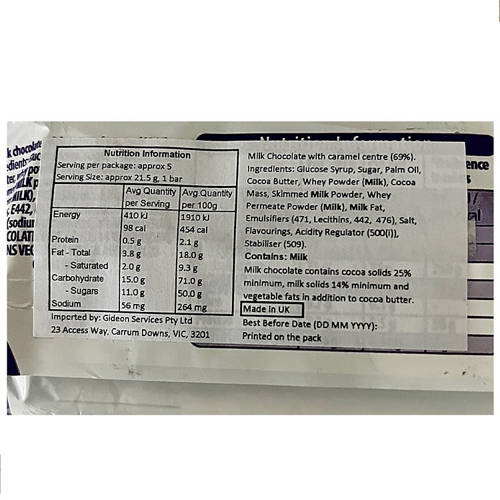 k chocolate
Nutrition Information
Serving per package: approx 5
Serving Size: approx 21.5 g, 1 bar
Avg Quantity per Serving Avg Quantity per 100g
Energy 410 kJ 1910 kJ
98 cal 454 cal
Protein 0.5 g 2.1 g
Fat - Total 3.8 g 18.0 g
- Saturated 2.0 g 9.3 g
Carbohydrate 15.0 g 71.0 g
- Sugars 11.0 g 50.0 g
Sodium 56 mg 264 mg
Imported by: Gideon Services Pty Ltd
23 Access Way, Carrum Downs, VIC, 3201
Milk Chocolate with caramel centre (69%).
Ingredients: Glucose Syrup, Sugar, Palm Oil,
Cocoa Butter, Whey Powder (Milk), Cocoa
Mass, Skimmed Milk Powder, Whey
Permeate Powder (Milk), Milk Fat,
Emulsifiers (471, Lecithins, 442, 476), Salt,
Flavourings, Acidity Regulator (500(i)),
Stabiliser (509).
Contains: Milk
Milk chocolate contains cocoa solids 25%
minimum, milk solids 14% minimum and
vegetable fats in addition to cocoa butter.
Made in UK
Best Before Date (DD MM YYYY):
Printed on the pack
E442,